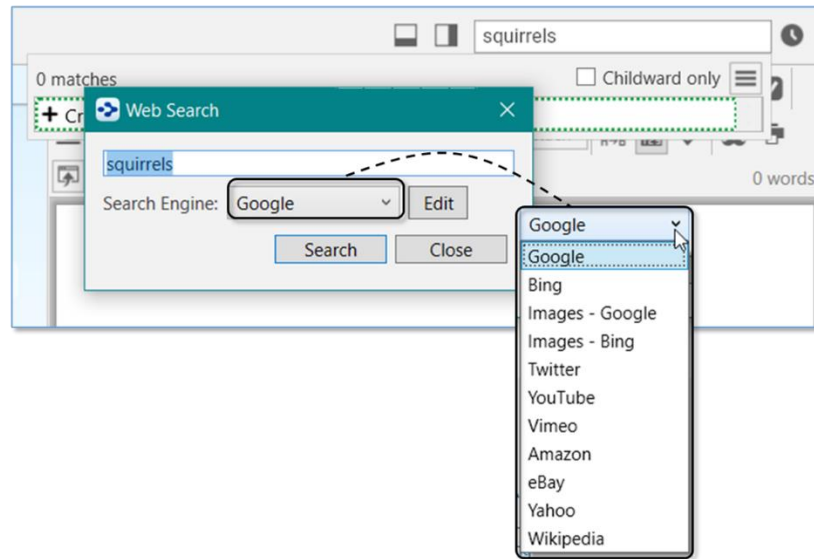 squirrels
0 matches
Childward only
+ Cr
Web Search
squirrels
0 words
Search Engine: Google Edit
Search Close
Google
Google
Bing
Images - Google
Images - Bing
Twitter
YouTube
Vimeo
Amazon
eBay
Yahoo
Wikipedia